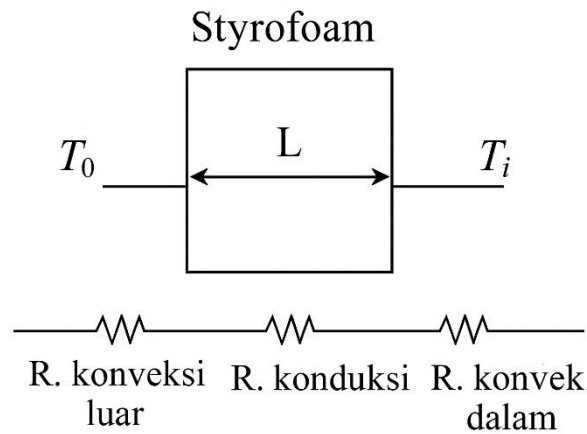 Styrofoam
L
T0
Ti
R. konveksi
luar
R. konduksi
R. konvek
dalam